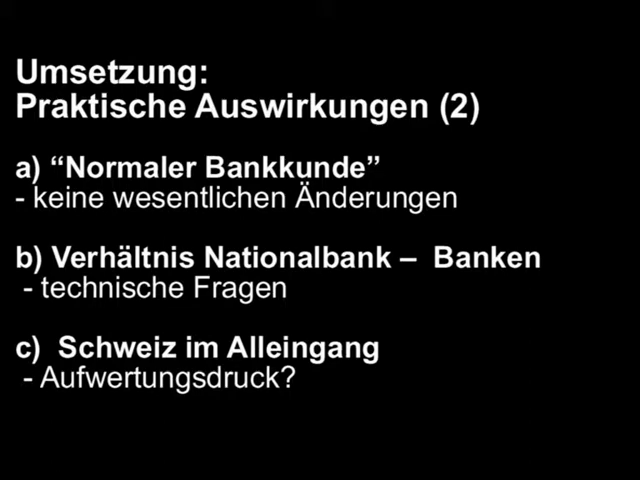 Umsetzung:
Praktische Auswirkungen (2)
a) “Normaler Bankkunde”
- keine wesentlichen Änderungen
b) Verhältnis Nationalbank – Banken
- technische Fragen
c) Schweiz im Alleingang
- Aufwertungsdruck?